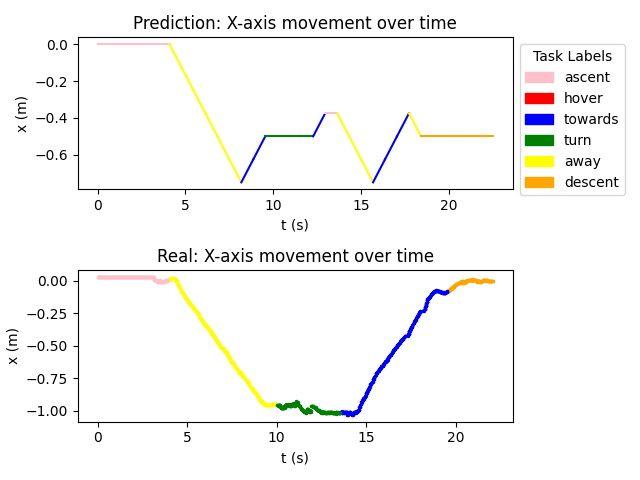 Prediction: X-axis movement over time
0.0
−0.2
−0.4
−0.6
x (m)
0 5 10 15 20
t (s)
Task Labels
ascent
hover
towards
turn
away
descent
Real: X-axis movement over time
0.00
−0.25
−0.50
−0.75
−1.00
x (m)
0 5 10 15 20
t (s)